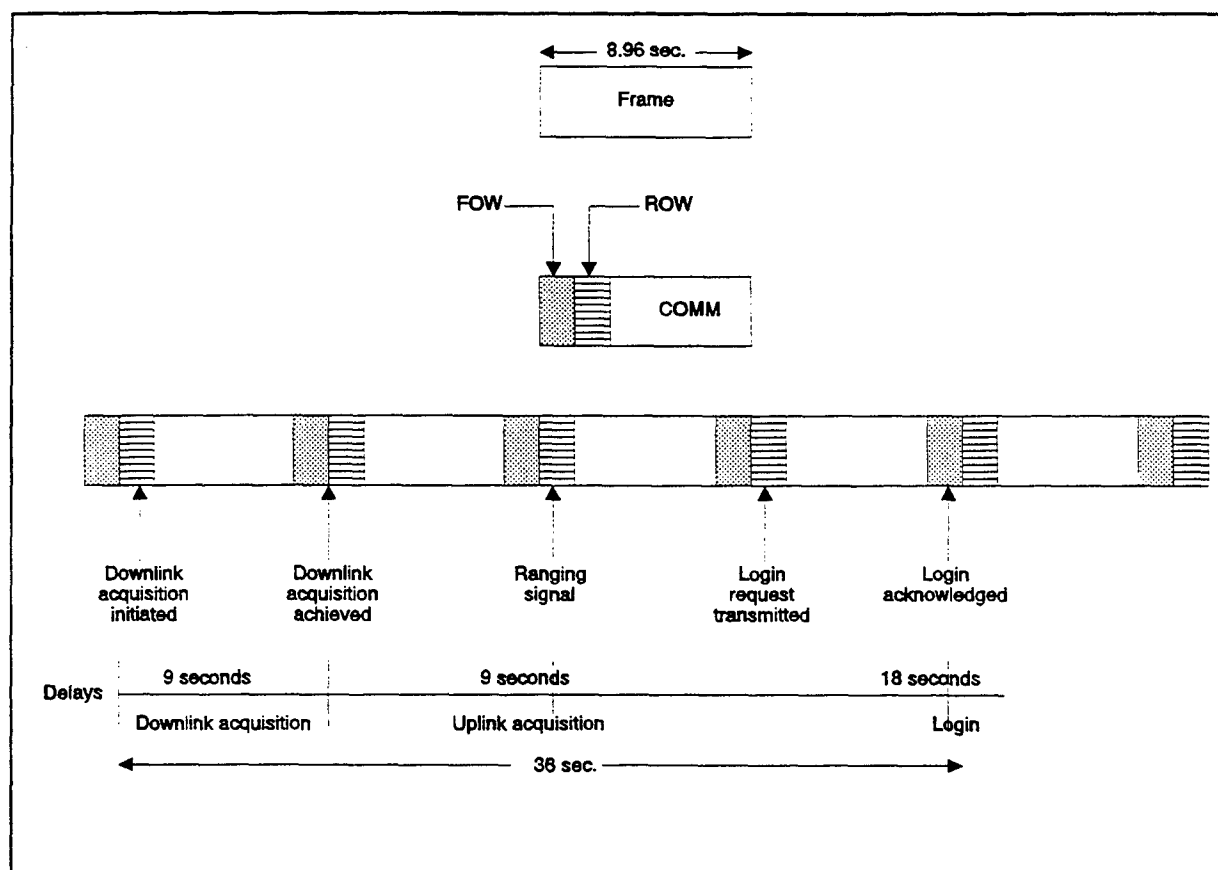 8.96 sec.
Frame
FOW
ROW
COMM
Downlink
acquisition
initiated
Downlink
acquisition
achieved
Ranging
signal
Login
request
transmitted
Login
acknowledged
Delays
9 seconds
9 seconds
18 seconds
Downlink acquisition
Uplink acquisition
Login
36 sec.